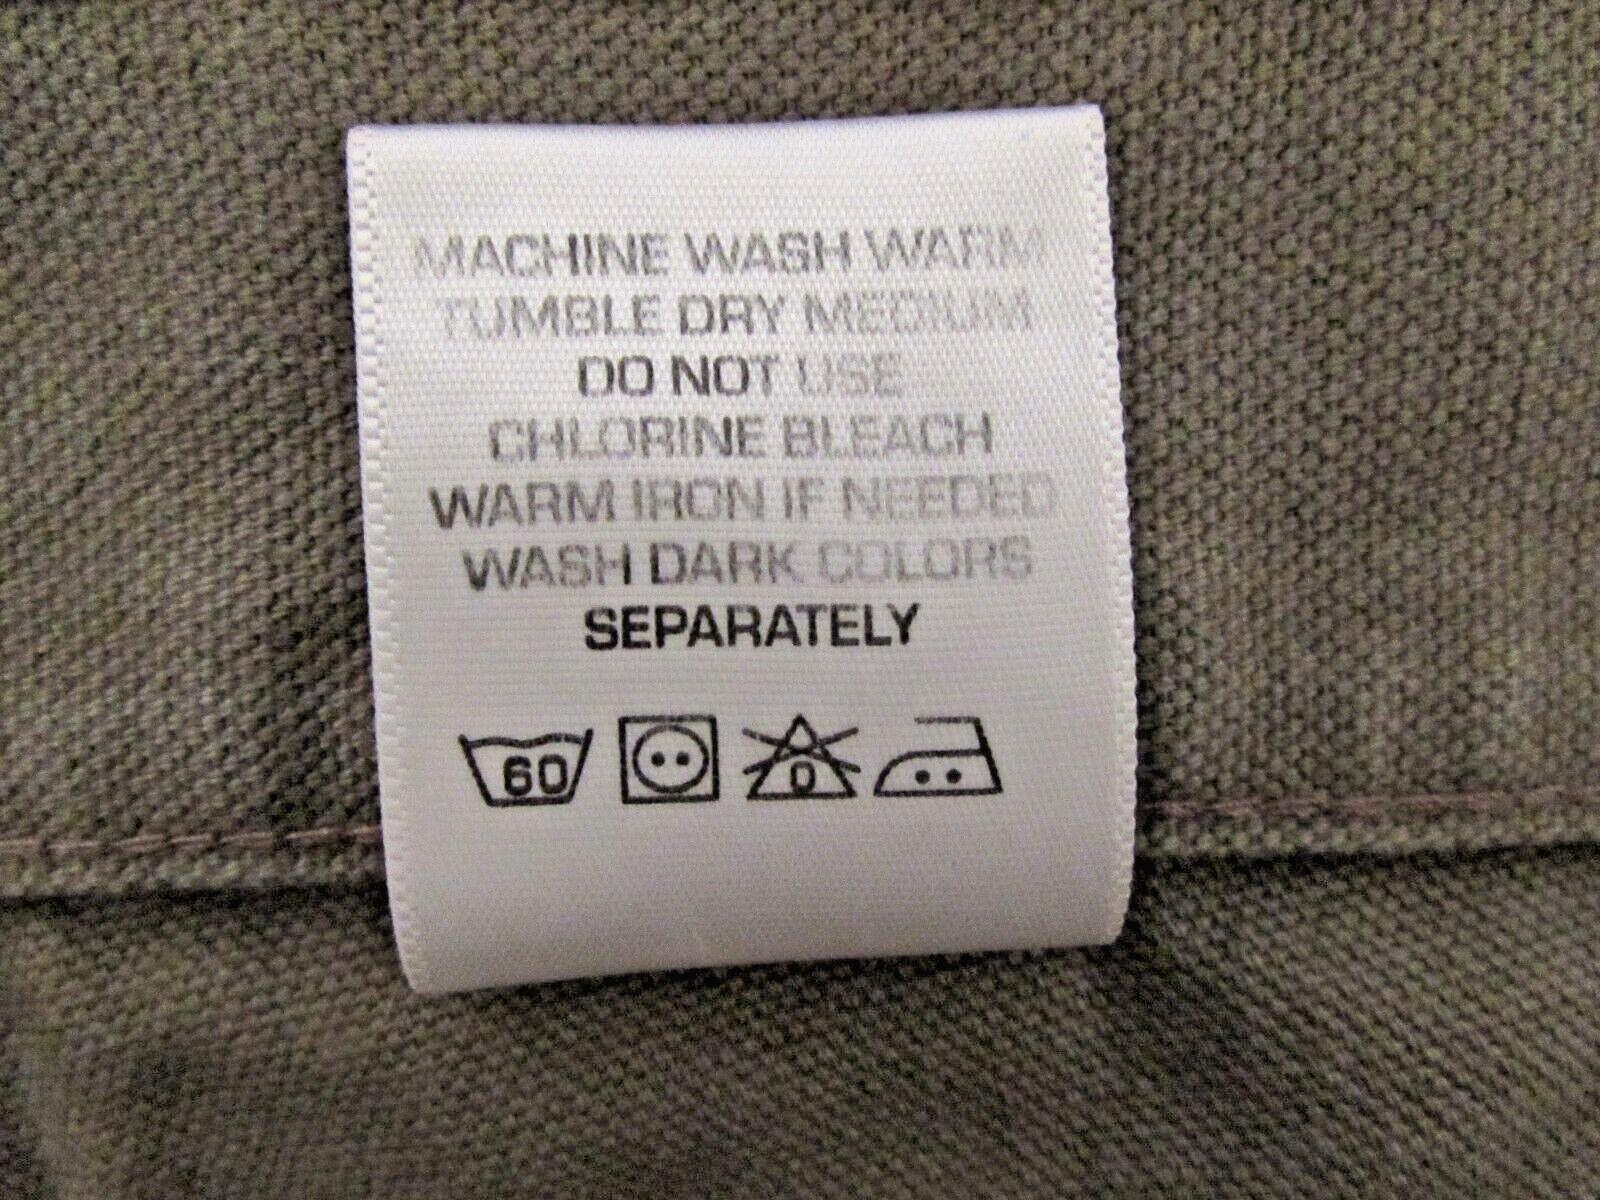 MACHINE WASH WARM
TUMBLE DRY MEDIUM
DO NOT USE
CHLORINE BLEACH
WARM IRON IF NEEDED
WASH DARK COLORS
SEPARATELY
60 0